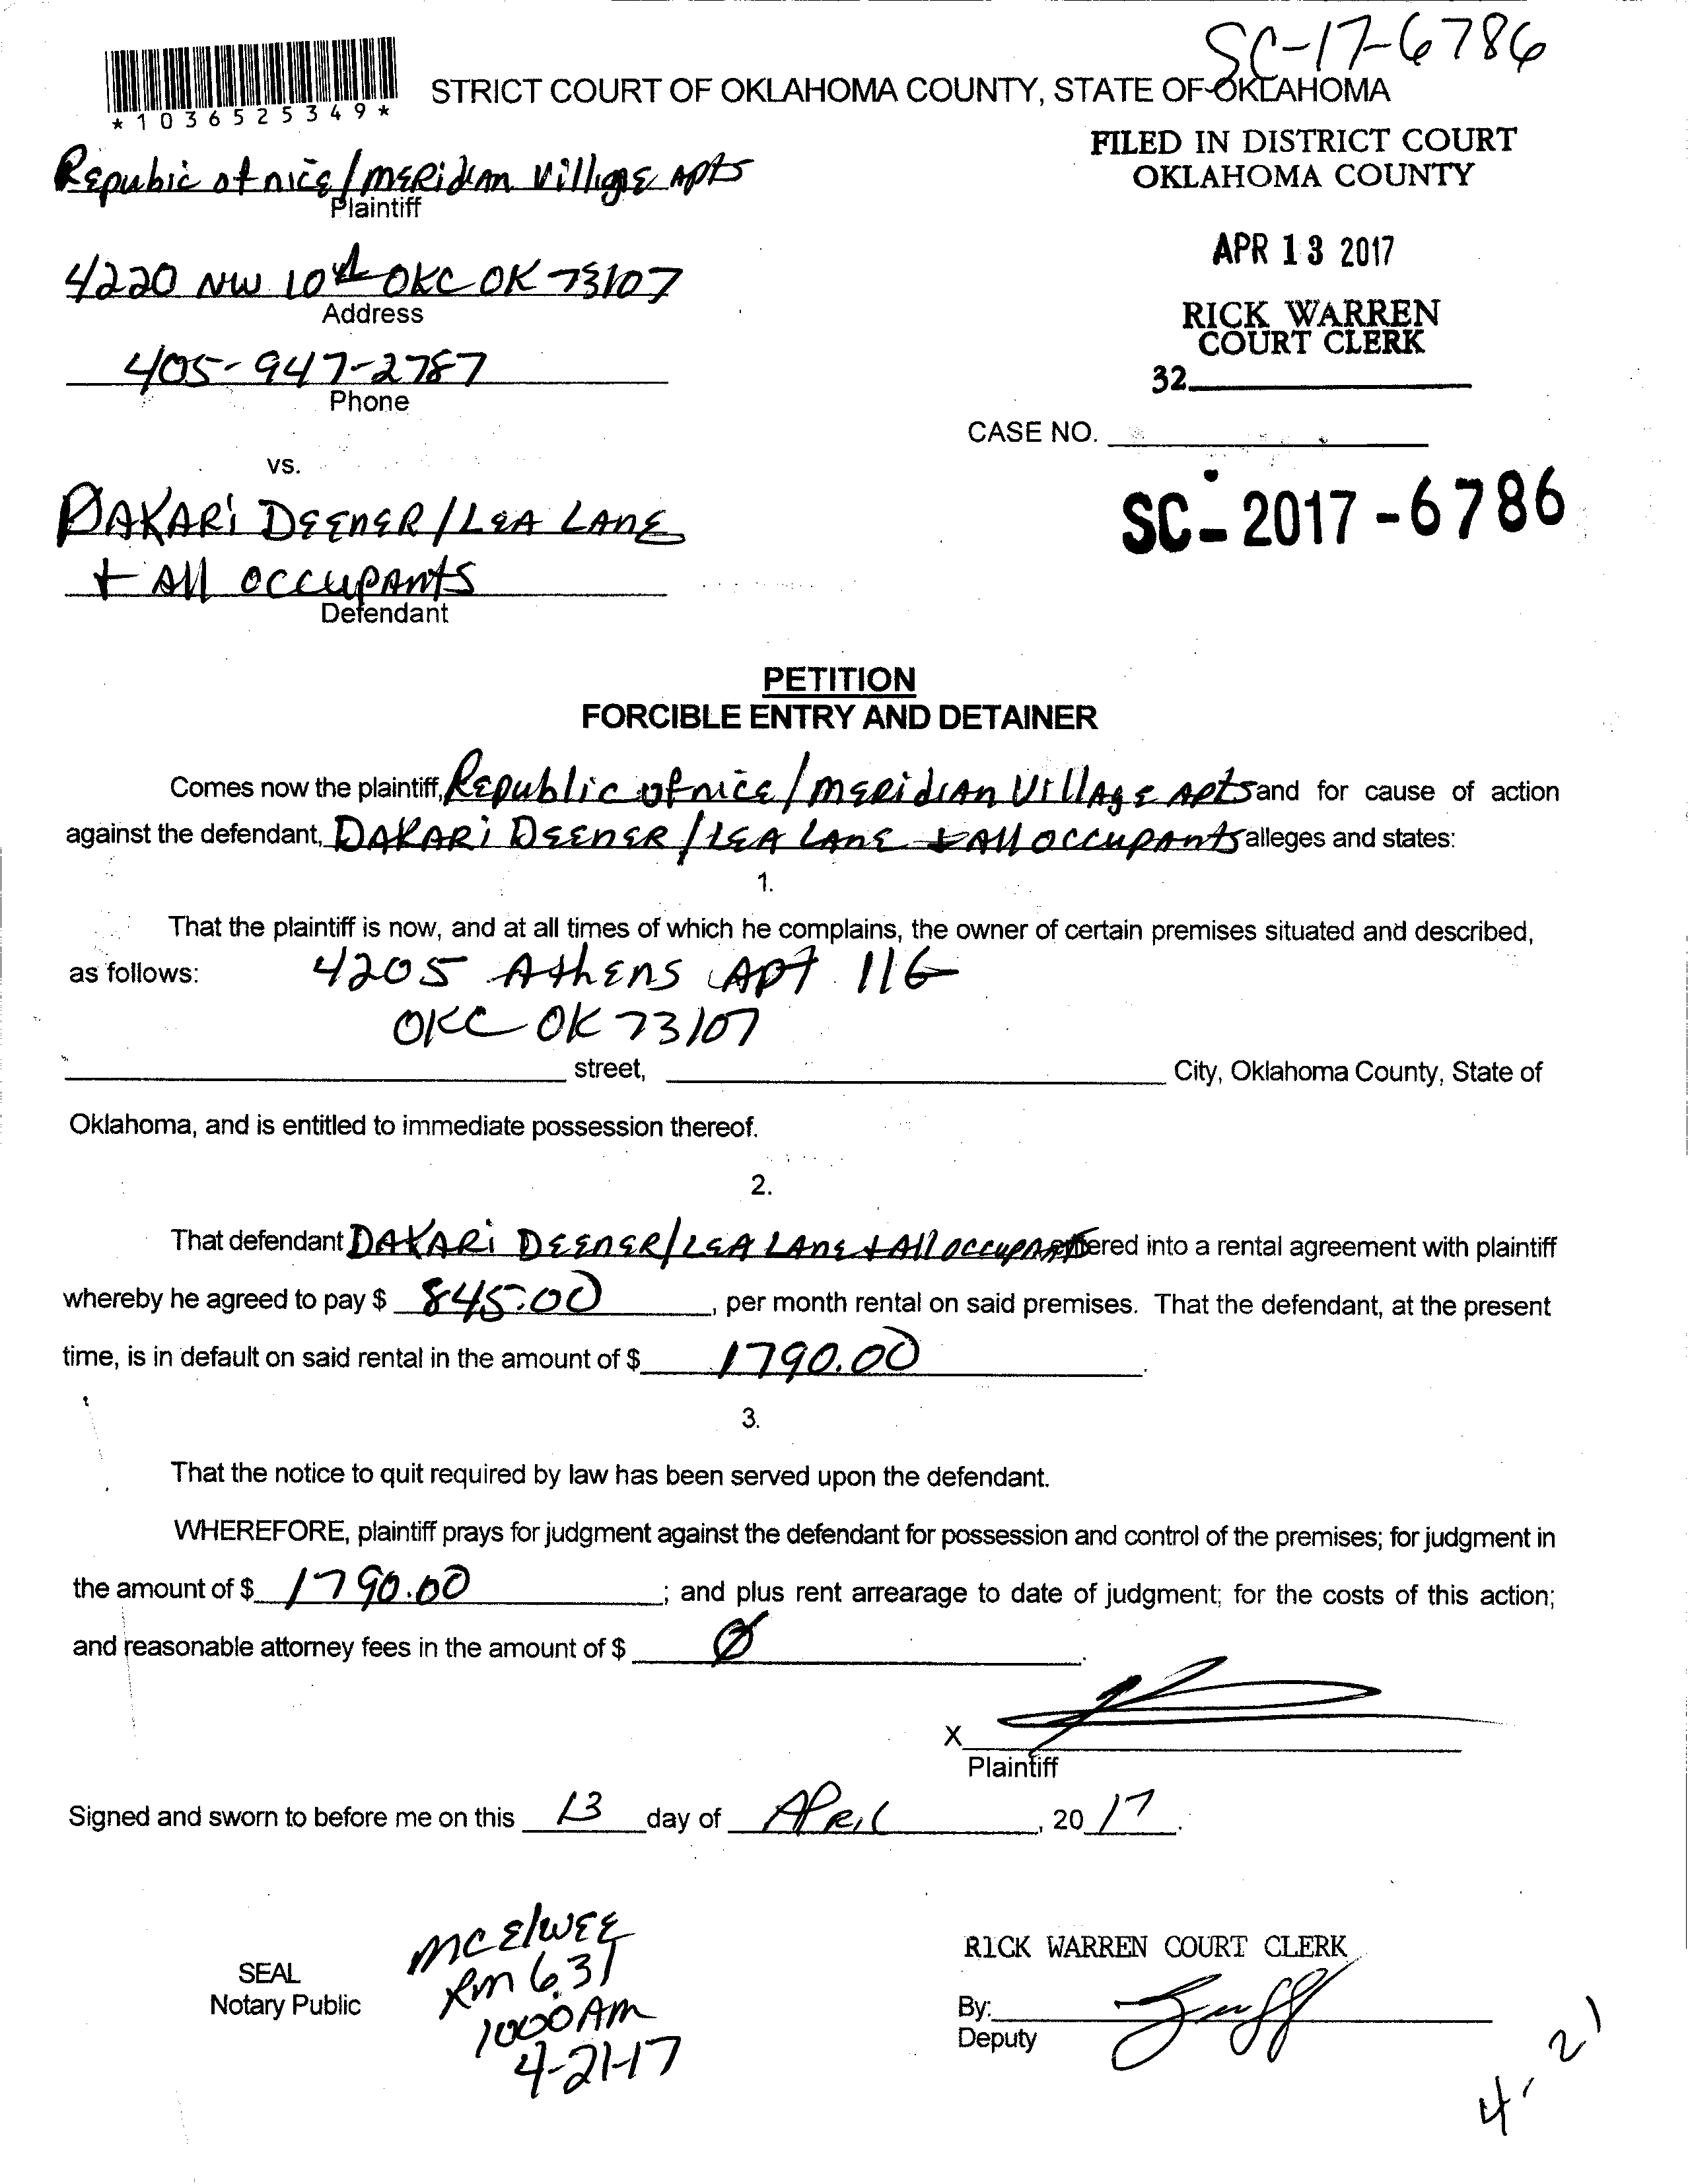 SC-17-6786
*1036525349*
STRICT COURT OF OKLAHOMA COUNTY, STATE OF OKLAHOMA
FILED IN DISTRICT COURT
OKLAHOMA COUNTY
Repubic of nice/Meridian Village Apts
Plaintiff
APR 13 2017
4220 NW 10th OKC OK 73107
Address
RICK WARREN
COURT CLERK
405-947-2787
Phone
32
CASE NO.
vs.
SC-2017-6786
DAKARi DEENER/LEA LANE
+ All occupants
Defendant
PETITION
FORCIBLE ENTRY AND DETAINER
Comes now the plaintiff, Republic of nice/Meridian Village Apts and for cause of action
against the defendant, DAKARi DEENER/LEA LANE + All occupants alleges and states:
1.
That the plaintiff is now, and at all times of which he complains, the owner of certain premises situated and described,
as follows: 4205 Athens Apt 116
OKC OK 73107
street, City, Oklahoma County, State of
Oklahoma, and is entitled to immediate possession thereof.
2.
That defendant DAKARi DEENER/LEA LANE + All occupants entered into a rental agreement with plaintiff
whereby he agreed to pay $ 845.00, per month rental on said premises. That the defendant, at the present
time, is in default on said rental in the amount of $ 1790.00.
3.
That the notice to quit required by law has been served upon the defendant.
WHEREFORE, plaintiff prays for judgment against the defendant for possession and control of the premises; for judgment in
the amount of $ 1790.00; and plus rent arrearage to date of judgment; for the costs of this action;
and reasonable attorney fees in the amount of $ Ø.
X
Plaintiff
Signed and sworn to before me on this 13 day of April, 2017.
McElwee
Rm 631
1000 AM
4-21-17
SEAL
Notary Public
RICK WARREN COURT CLERK
By:
Deputy
4-21